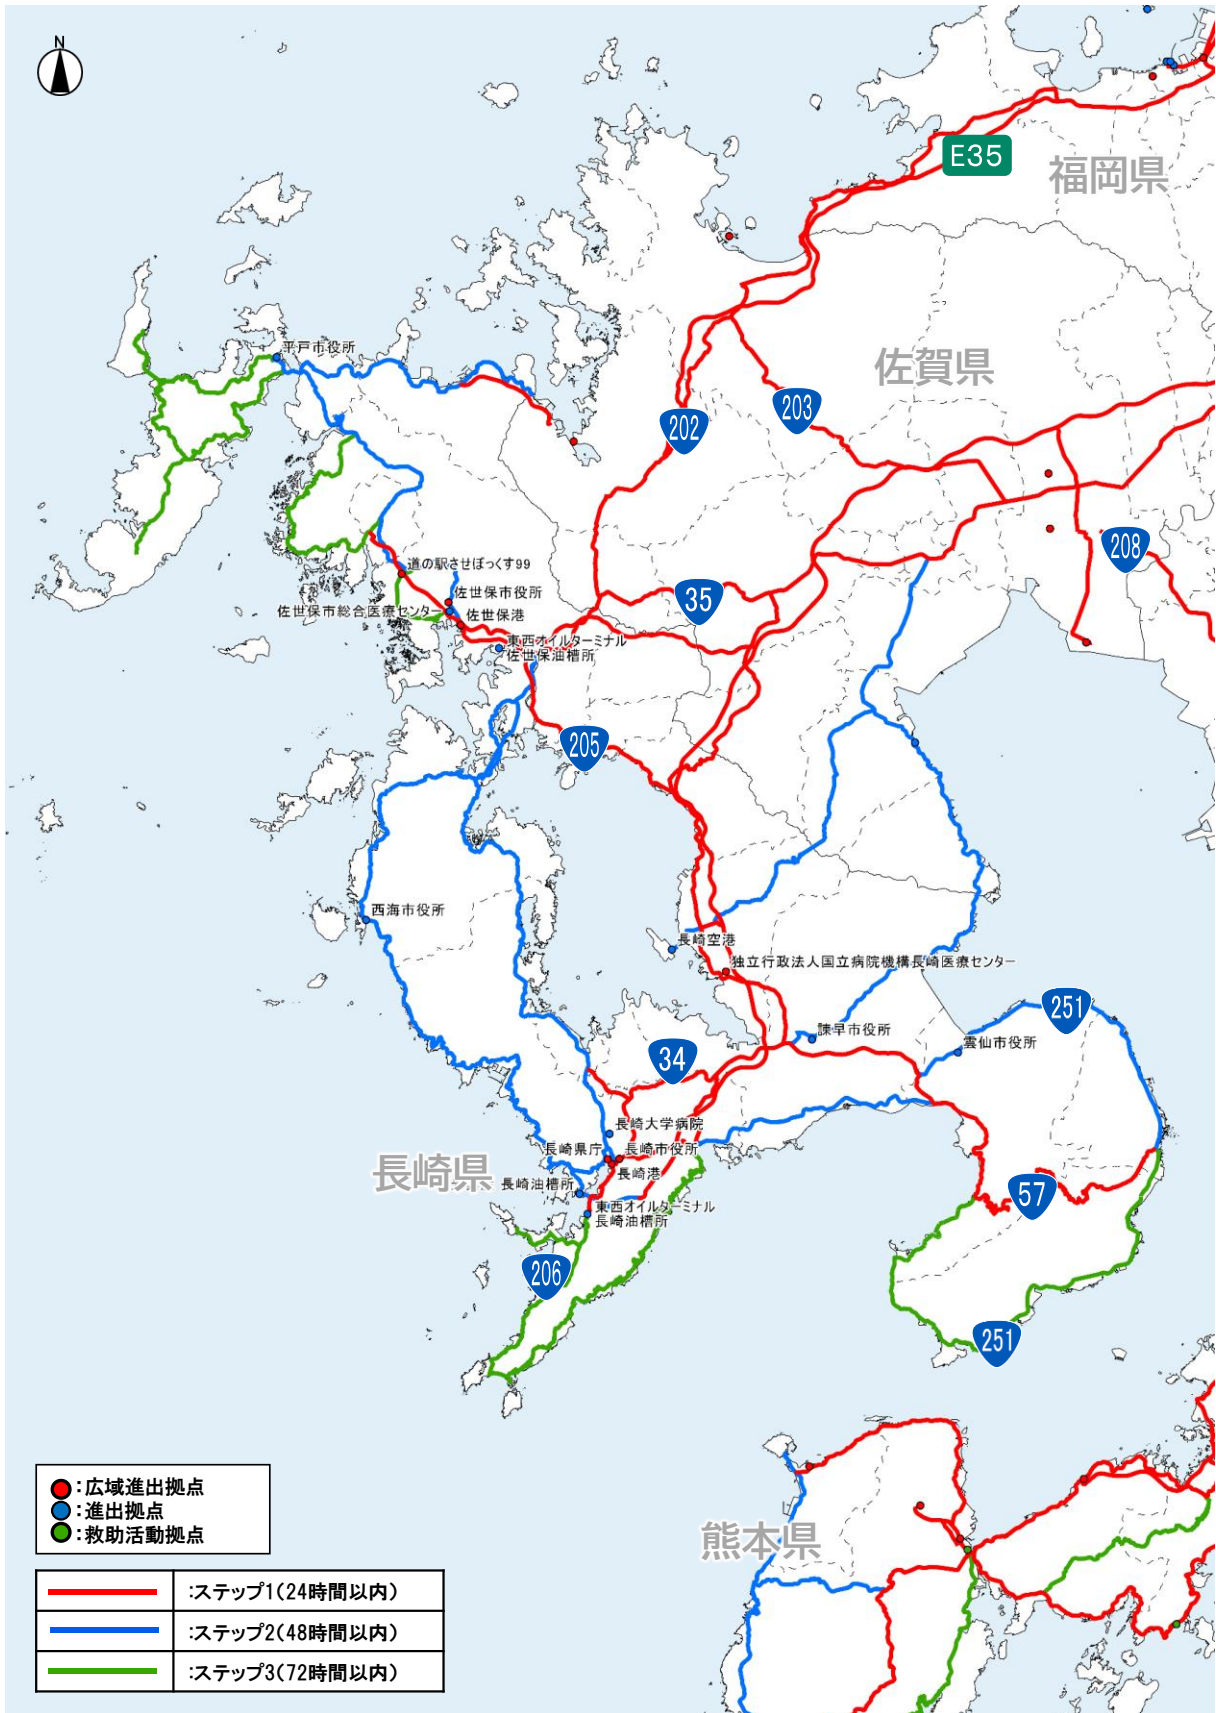 N
E35
福岡県
平戸市役所
佐賀県
203
202
208
道の駅させぼっくす99
35
佐世保市役所
佐世保市総合医療センター
佐世保港
東西オイルターミナル
佐世保油槽所
205
西海市役所
長崎空港
独立行政法人国立病院機構長崎医療センター
251
諫早市役所
雲仙市役所
34
長崎大学病院
長崎県庁
長崎市役所
長崎県
長崎港
長崎油槽所
57
東西オイルターミナル
長崎油槽所
206
251
熊本県
:広域進出拠点
:進出拠点
:救助活動拠点
:ステップ1(24時間以内)
:ステップ2(48時間以内)
:ステップ3(72時間以内)